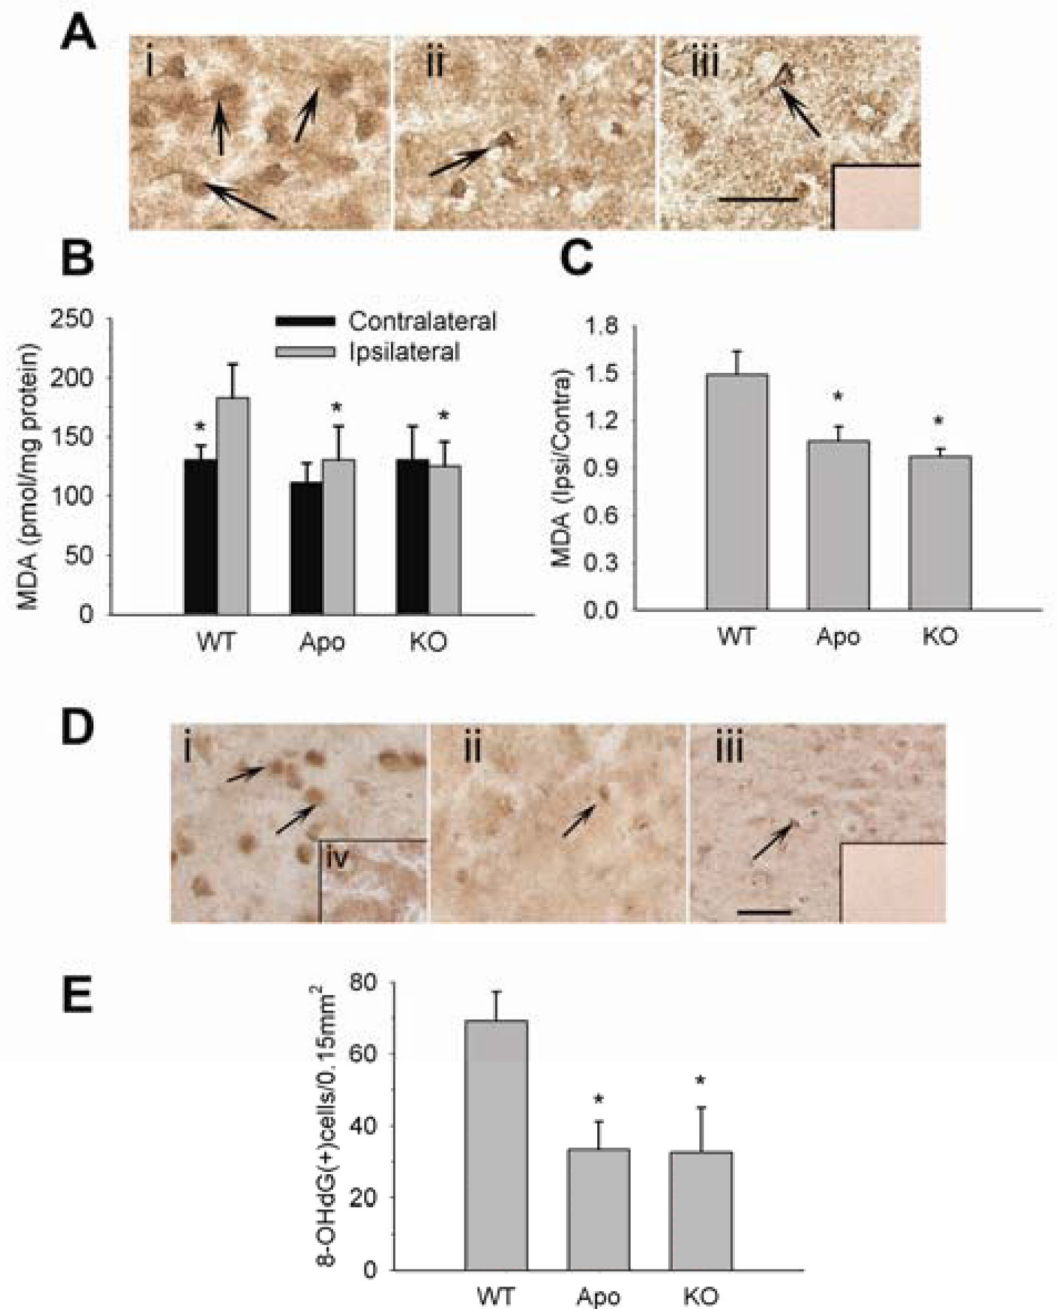 A
i
ii
iii
B
C
250
200
150
100
50
0
MDA (pmol/mg protein)
Contralateral
Ipsilateral
*
*
*
WT
Apo
KO
1.8
1.5
1.2
0.9
0.6
0.3
0.0
MDA (Ipsi/Contra)
*
*
WT
Apo
KO
D
i
ii
iii
iv
E
80
60
40
20
0
8-OHdG(+)cells/0.15mm²
*
*
WT
Apo
KO